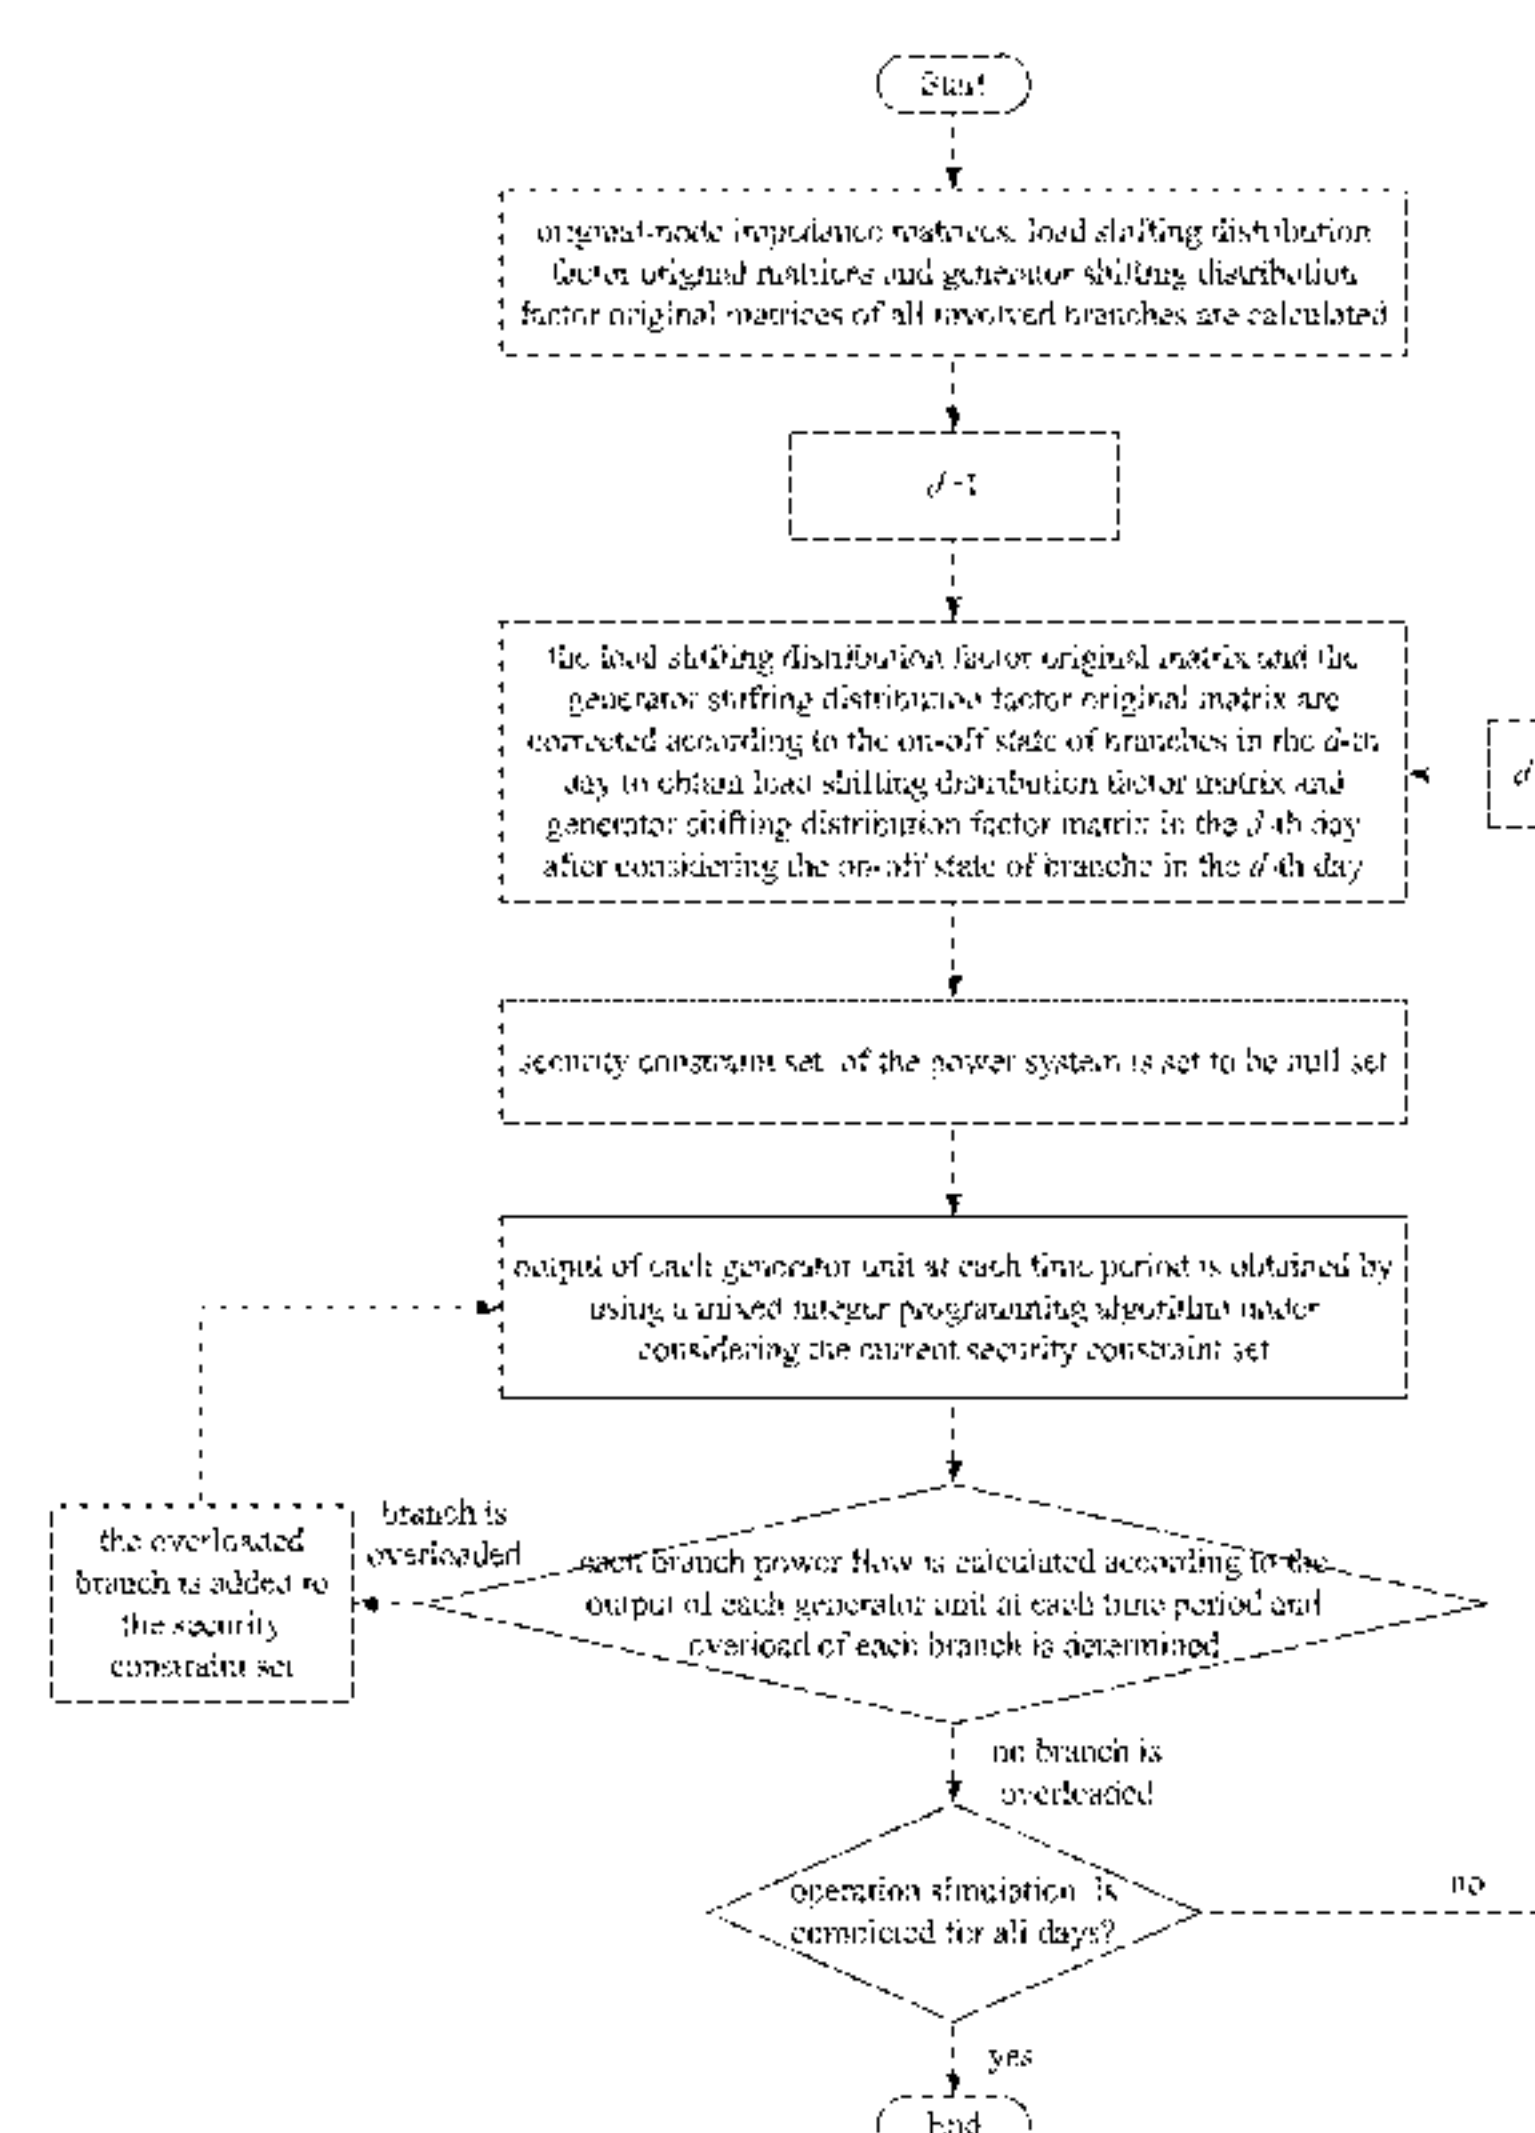 Start
original-node impedance matrices, load shifting distribution
factor original matrices and generator shifting distribution
factor original matrices of all involved branches are calculated
d=1
the load shifting distribution factor original matrix and the
generator shifting distribution factor original matrix are
corrected according to the on-off state of branches in the d-th
day to obtain load shifting distribution factor matrix and
generator shifting distribution factor matrix in the d-th day
after considering the on-off state of branche in the d-th day
d
security constraint set of the power system is set to be null set
output of each generator unit at each time period is obtained by
using a mixed integer programming algorithm under
considering the current security constraint set
branch is
overloaded
the overloaded
branch is added to
the security
constraint set
each branch power flow is calculated according to the
output of each generator unit at each time period and
overload of each branch is determined
no branch is
overloaded
operation simulation is
completed for all days?
no
yes
End